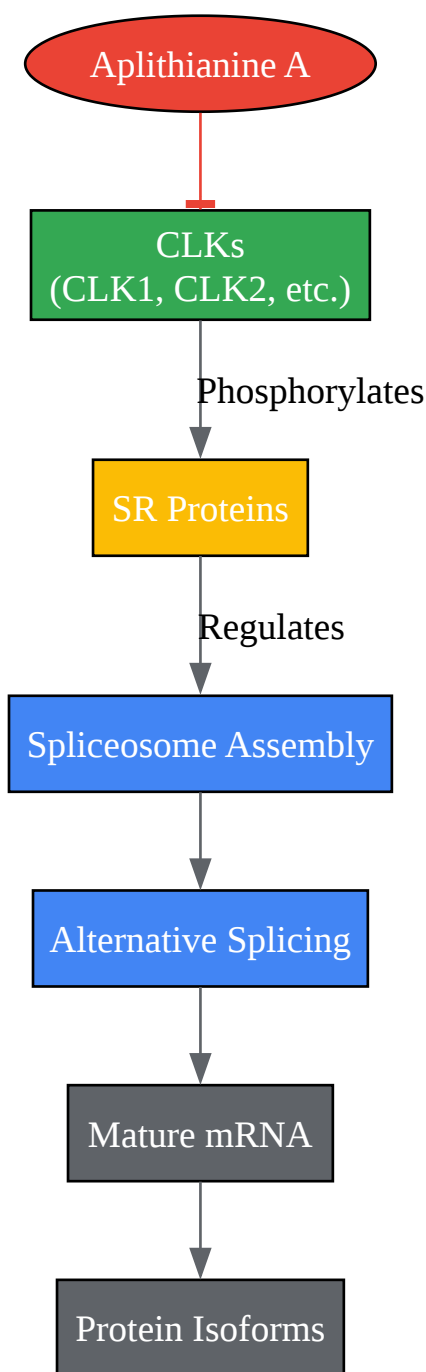 Aplithianine A
CLKs
(CLK1, CLK2, etc.)
Phosphorylates
SR Proteins
Regulates
Spliceosome Assembly
Alternative Splicing
Mature mRNA
Protein Isoforms